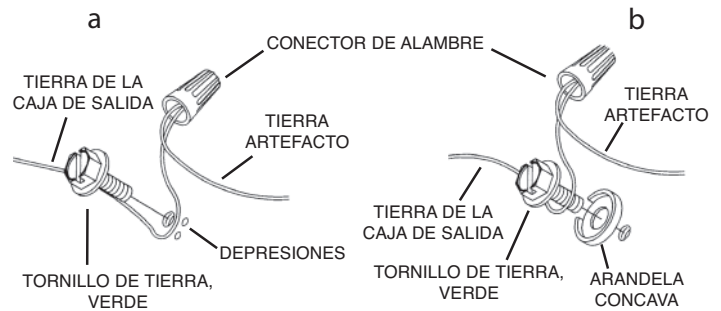 a
b
CONECTOR DE ALAMBRE
TIERRA DE LA
CAJA DE SALIDA
TIERRA
ARTEFACTO
DEPRESIONES
TORNILLO DE TIERRA,
VERDE
TIERRA
ARTEFACTO
TIERRA DE LA
CAJA DE SALIDA
TORNILLO DE TIERRA,
VERDE
ARANDELA
CONCAVA